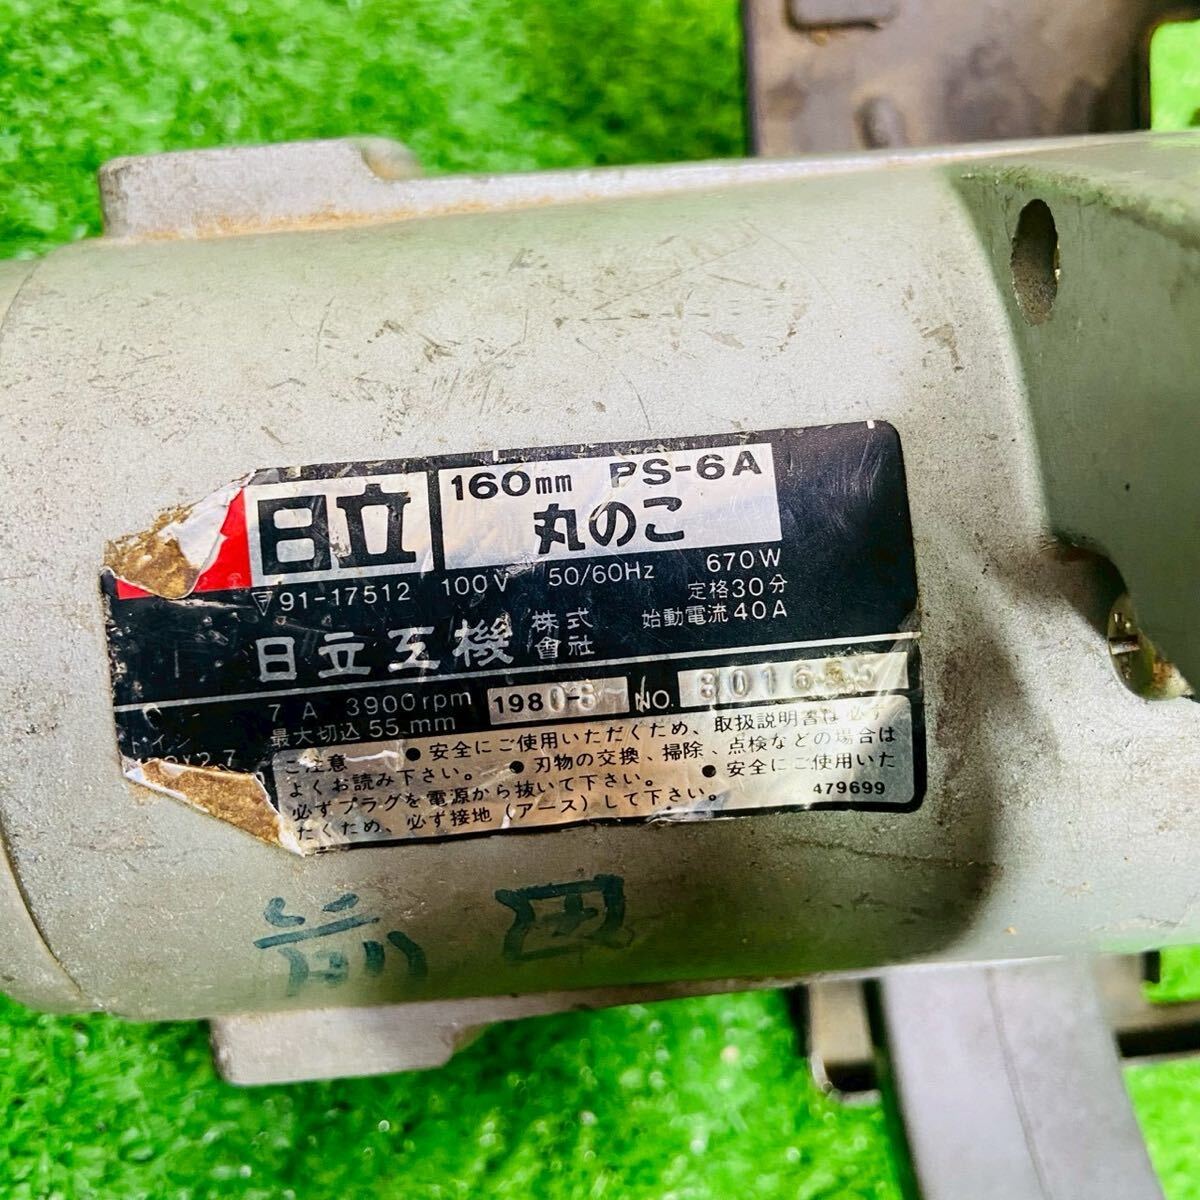 日立
160mm PS-6A
丸のこ
〒91-17512 100V 50/60Hz 670W
定格30分
日立工機 株式會社 始動電流40A
7A 3900rpm 1980-8 NO.
最大切込 55mm
ご注意 ●安全にご使用いただくため、取扱説明書は必ず
よくお読み下さい。 ●刃物の交換、掃除、点検などの場合は
必ずプラグを電源から抜いて下さい。 ●安全にご使用いた
だくため、必ず接地(アース)して下さい。 479699
前田